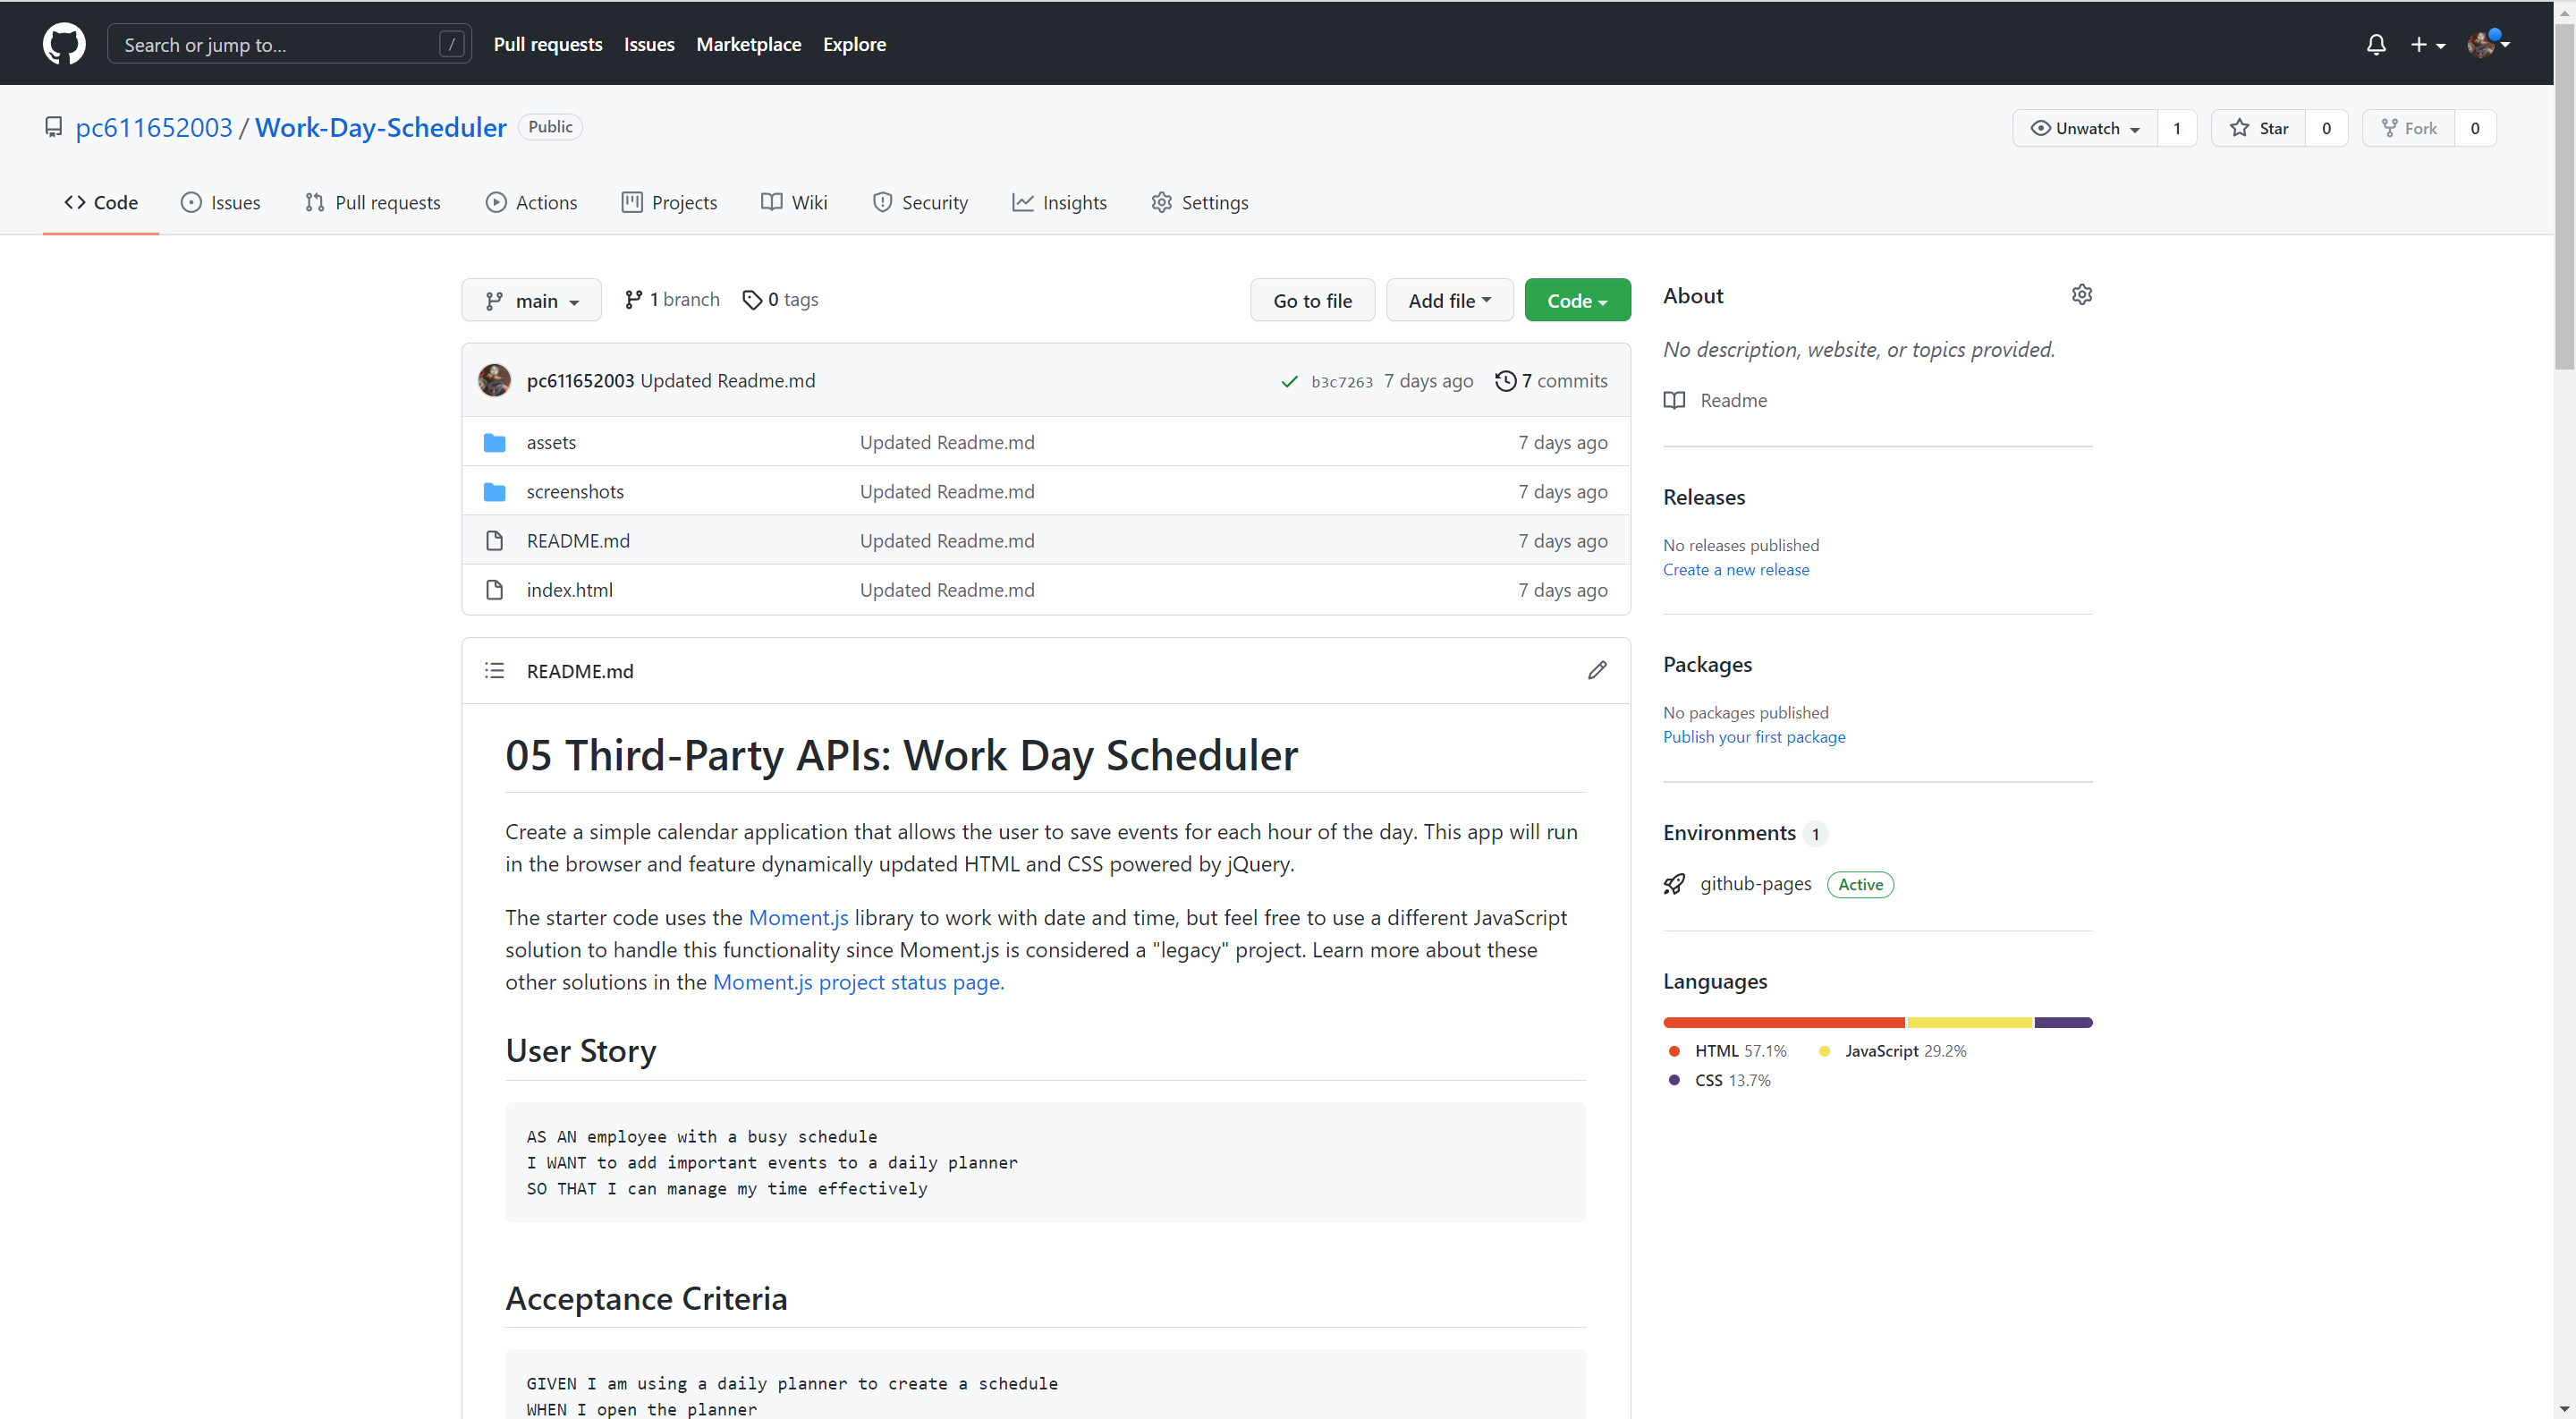 Search or jump to... /
Pull requests Issues Marketplace Explore
pc611652003 / Work-Day-Scheduler Public
Unwatch 1 Star 0 Fork 0
Code Issues Pull requests Actions Projects Wiki Security Insights Settings
main 1 branch 0 tags Go to file Add file Code
pc611652003 Updated Readme.md b3c7263 7 days ago 7 commits
assets Updated Readme.md 7 days ago
screenshots Updated Readme.md 7 days ago
README.md Updated Readme.md 7 days ago
index.html Updated Readme.md 7 days ago
README.md
05 Third-Party APIs: Work Day Scheduler
Create a simple calendar application that allows the user to save events for each hour of the day. This app will run
in the browser and feature dynamically updated HTML and CSS powered by jQuery.
The starter code uses the Moment.js library to work with date and time, but feel free to use a different JavaScript
solution to handle this functionality since Moment.js is considered a "legacy" project. Learn more about these
other solutions in the Moment.js project status page.
User Story
AS AN employee with a busy schedule
I WANT to add important events to a daily planner
SO THAT I can manage my time effectively
Acceptance Criteria
GIVEN I am using a daily planner to create a schedule
WHEN I open the planner
About
No description, website, or topics provided.
Readme
Releases
No releases published
Create a new release
Packages
No packages published
Publish your first package
Environments 1
github-pages Active
Languages
HTML 57.1% JavaScript 29.2%
CSS 13.7%